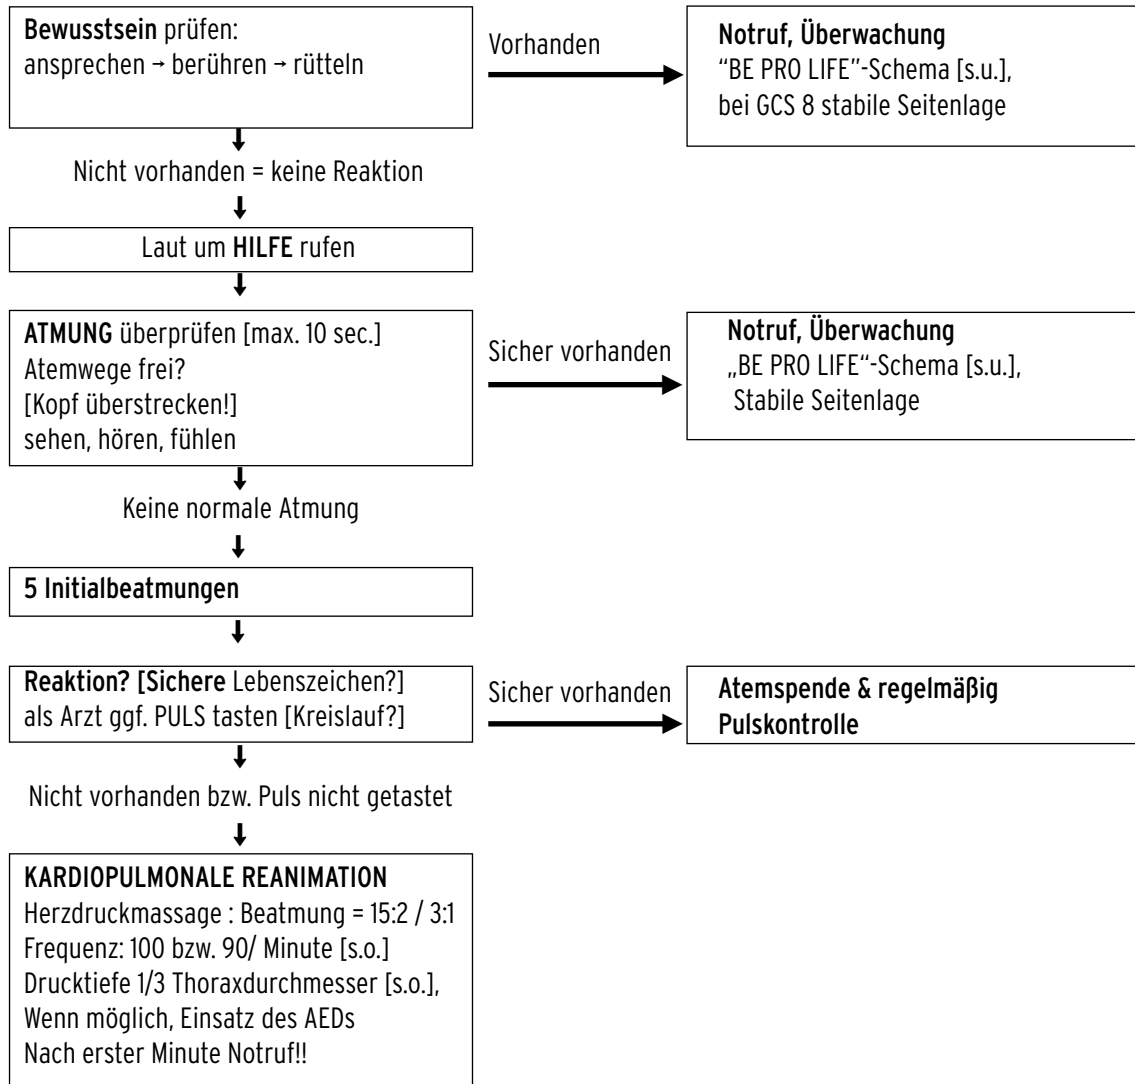 Bewusstsein prüfen:
ansprechen → berühren → rütteln
Vorhanden
Notruf, Überwachung
“BE PRO LIFE”-Schema [s.u.],
bei GCS 8 stabile Seitenlage
Nicht vorhanden = keine Reaktion
Laut um HILFE rufen
ATMUNG überprüfen [max. 10 sec.]
Atemwege frei?
[Kopf überstrecken!]
sehen, hören, fühlen
Sicher vorhanden
Notruf, Überwachung
„BE PRO LIFE“-Schema [s.u.],
Stabile Seitenlage
Keine normale Atmung
5 Initialbeatmungen
Reaktion? [Sichere Lebenszeichen?]
als Arzt ggf. PULS tasten [Kreislauf?]
Sicher vorhanden
Atemspende & regelmäßig
Pulskontrolle
Nicht vorhanden bzw. Puls nicht getastet
KARDIOPULMONALE REANIMATION
Herzdruckmassage : Beatmung = 15:2 / 3:1
Frequenz: 100 bzw. 90/ Minute [s.o.]
Drucktiefe 1/3 Thoraxdurchmesser [s.o.],
Wenn möglich, Einsatz des AEDs
Nach erster Minute Notruf!!